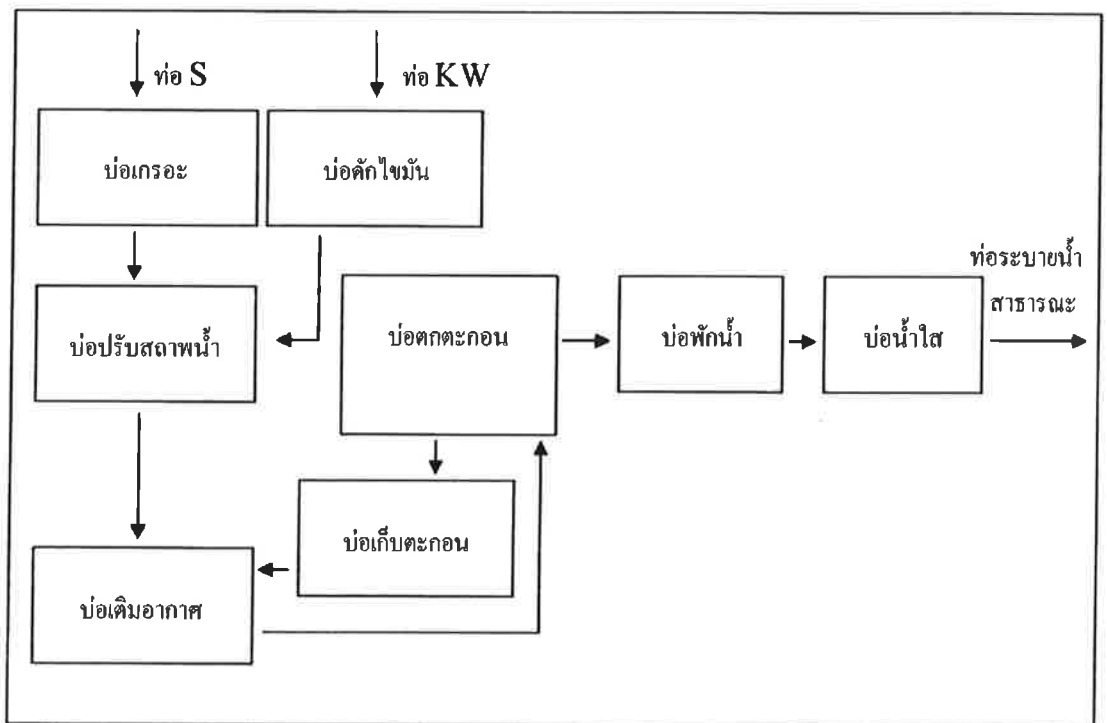 ท่อ S
ท่อ KW
บ่อเกรอะ
บ่อดักไขมัน
ท่อระบายน้ำ
สาธารณะ
บ่อปรับสถาพน้ำ
บ่อตกตะกอน
บ่อพักน้ำ
บ่อน้ำใส
บ่อเก็บตะกอน
บ่อเติมอากาศ